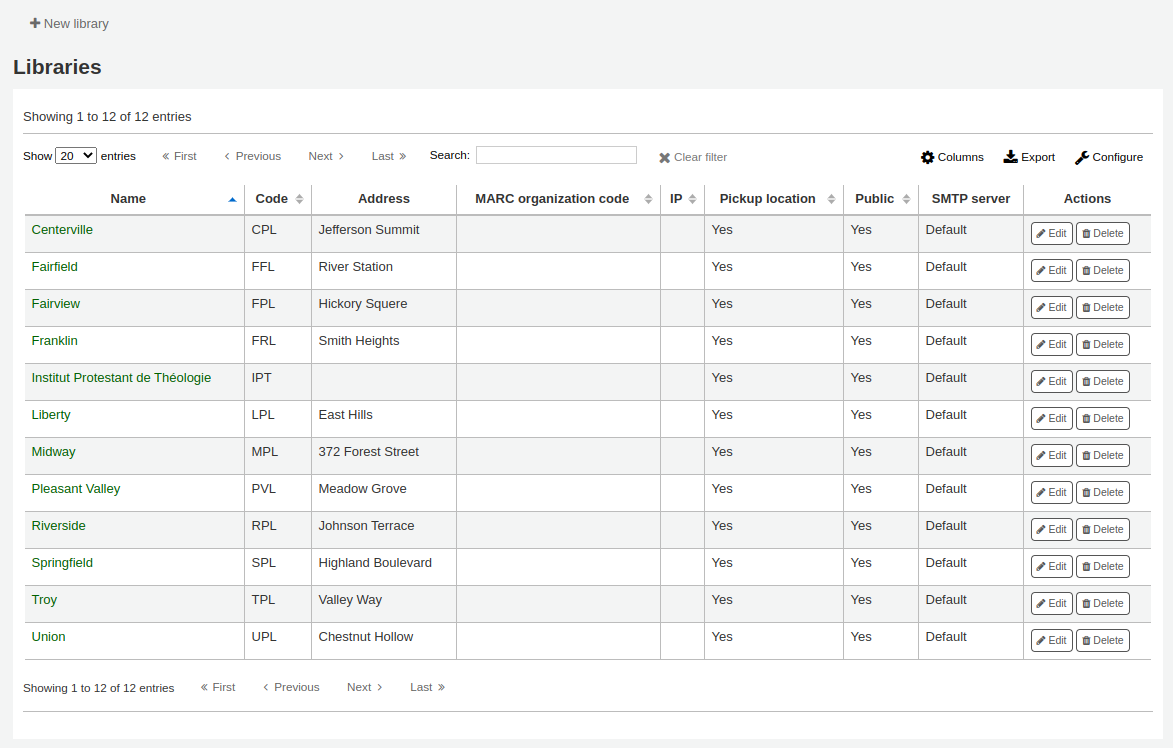 New library
Libraries
Showing 1 to 12 of 12 entries
Show 20 entries « First ‹ Previous Next › Last » Search: Clear filter Columns Export Configure
Name Code Address MARC organization code IP Pickup location Public SMTP server Actions
Centerville CPL Jefferson Summit Yes Yes Default Edit Delete
Fairfield FFL River Station Yes Yes Default Edit Delete
Fairview FPL Hickory Squere Yes Yes Default Edit Delete
Franklin FRL Smith Heights Yes Yes Default Edit Delete
Institut Protestant de Théologie IPT Yes Yes Default Edit Delete
Liberty LPL East Hills Yes Yes Default Edit Delete
Midway MPL 372 Forest Street Yes Yes Default Edit Delete
Pleasant Valley PVL Meadow Grove Yes Yes Default Edit Delete
Riverside RPL Johnson Terrace Yes Yes Default Edit Delete
Springfield SPL Highland Boulevard Yes Yes Default Edit Delete
Troy TPL Valley Way Yes Yes Default Edit Delete
Union UPL Chestnut Hollow Yes Yes Default Edit Delete
Showing 1 to 12 of 12 entries « First ‹ Previous Next › Last »